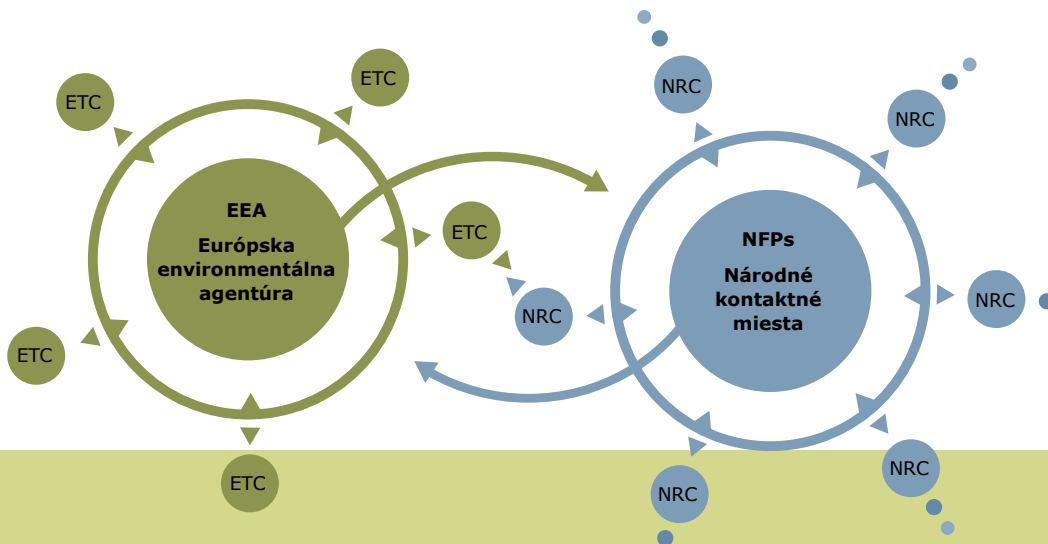 ETC
ETC
EEA
Európska
environmentálna
agentúra
ETC
ETC
ETC
NRC
NRC
NRC
NFPs
Národné
kontaktné
miesta
NRC
NRC
NRC